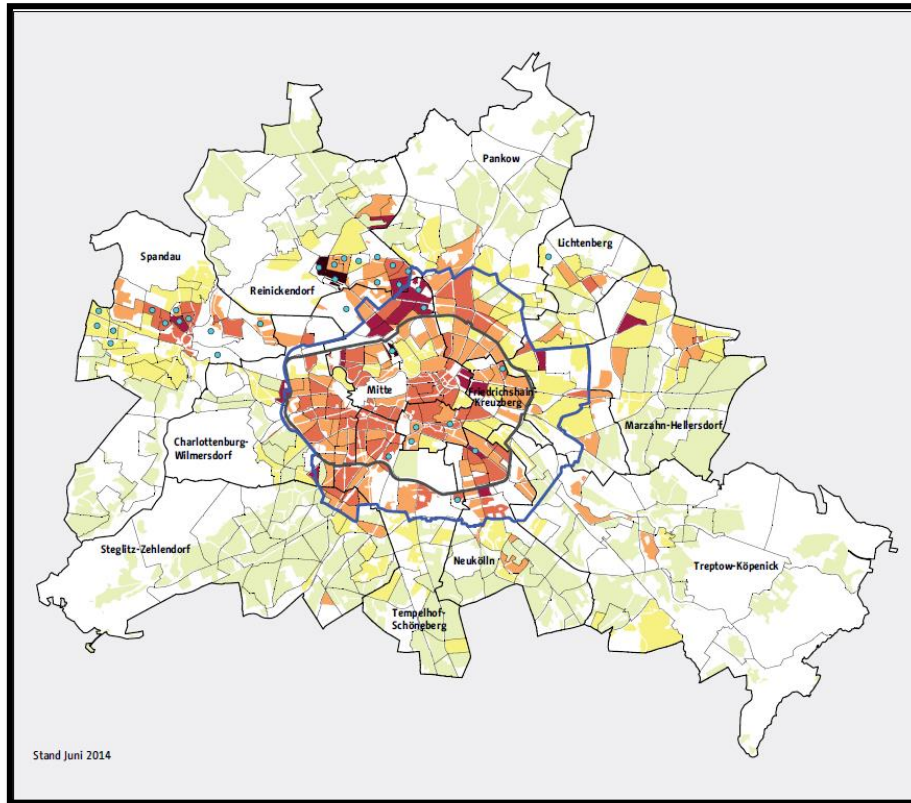 Pankow
Lichtenberg
Spandau
Reinickendorf
Mitte
Friedrichshain-
Kreuzberg
Marzahn-Hellersdorf
Charlottenburg-
Wilmersdorf
Steglitz-Zehlendorf
Neukölln
Treptow-Köpenick
Tempelhof-
Schöneberg
Stand Juni 2014